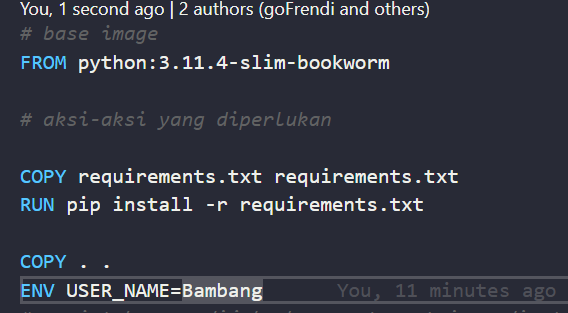 You, 1 second ago | 2 authors (goFrendi and others)
# base image
FROM python:3.11.4-slim-bookworm
# aksi-aksi yang diperlukan
COPY requirements.txt requirements.txt
RUN pip install -r requirements.txt
COPY . .
ENV USER_NAME=Bambang You, 11 minutes ago